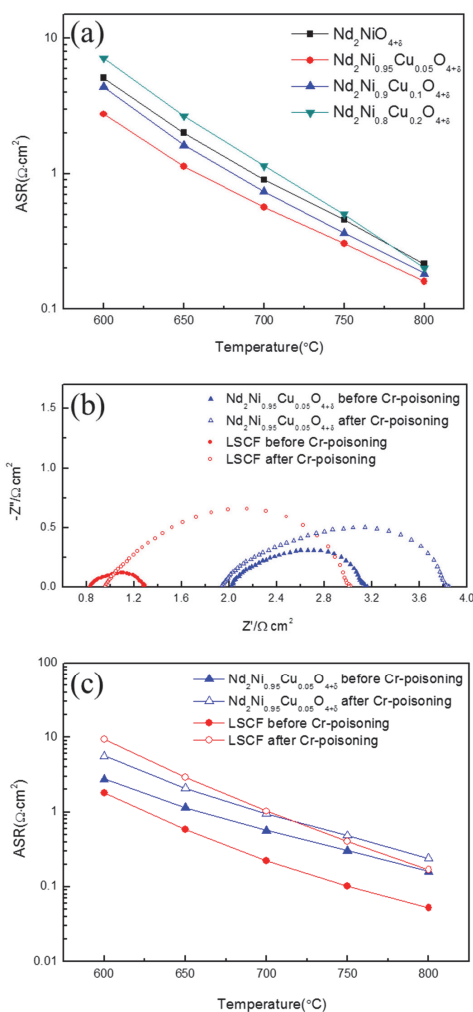 (a)
Nd₂NiO₄₊δ
Nd₂Ni₀.₉₅Cu₀.₀₅O₄₊δ
Nd₂Ni₀.₉Cu₀.₁O₄₊δ
Nd₂Ni₀.₈Cu₀.₂O₄₊δ
ASR(Ω·cm²)
10
1
0.1
600 650 700 750 800
Temperature(°C)
(b)
Nd₂Ni₀.₉₅Cu₀.₀₅O₄₊δ before Cr-poisoning
Nd₂Ni₀.₉₅Cu₀.₀₅O₄₊δ after Cr-poisoning
LSCF before Cr-poisoning
LSCF after Cr-poisoning
-Z"/Ω cm²
1.5
1.0
0.5
0.0
0.8 1.2 1.6 2.0 2.4 2.8 3.2 3.6 4.0
Z'/Ω cm²
(c)
Nd₂Ni₀.₉₅Cu₀.₀₅O₄₊δ before Cr-poisoning
Nd₂Ni₀.₉₅Cu₀.₀₅O₄₊δ after Cr-poisoning
LSCF before Cr-poisoning
LSCF after Cr-poisoning
ASR(Ω·cm²)
100
10
1
0.1
0.01
600 650 700 750 800
Temperature(°C)